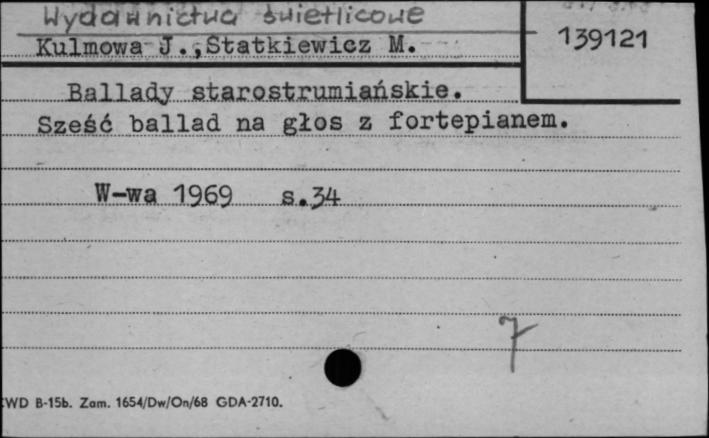 Wydawnictwa świetlicowe
139121
Kulmowa J.,Statkiewicz M.
Ballady starostrumiańskie.
Sześć ballad na głos z fortepianem.
W-wa 1969 s.34
7
WD B-15b. Zam. 1654/Dw/On/68 GDA-2710.